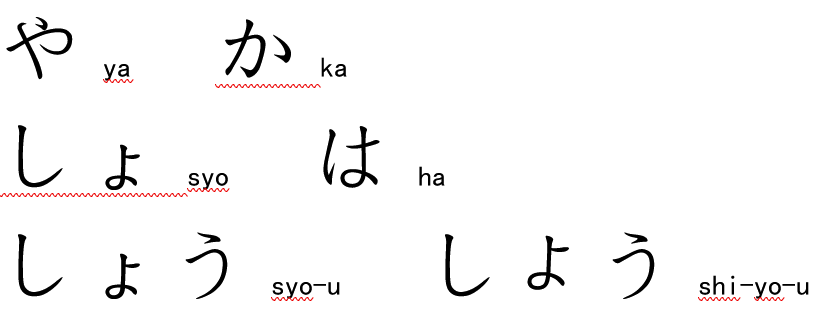 や ya か ka
しょ syo は ha
しょう syo-u しよう shi-yo-u